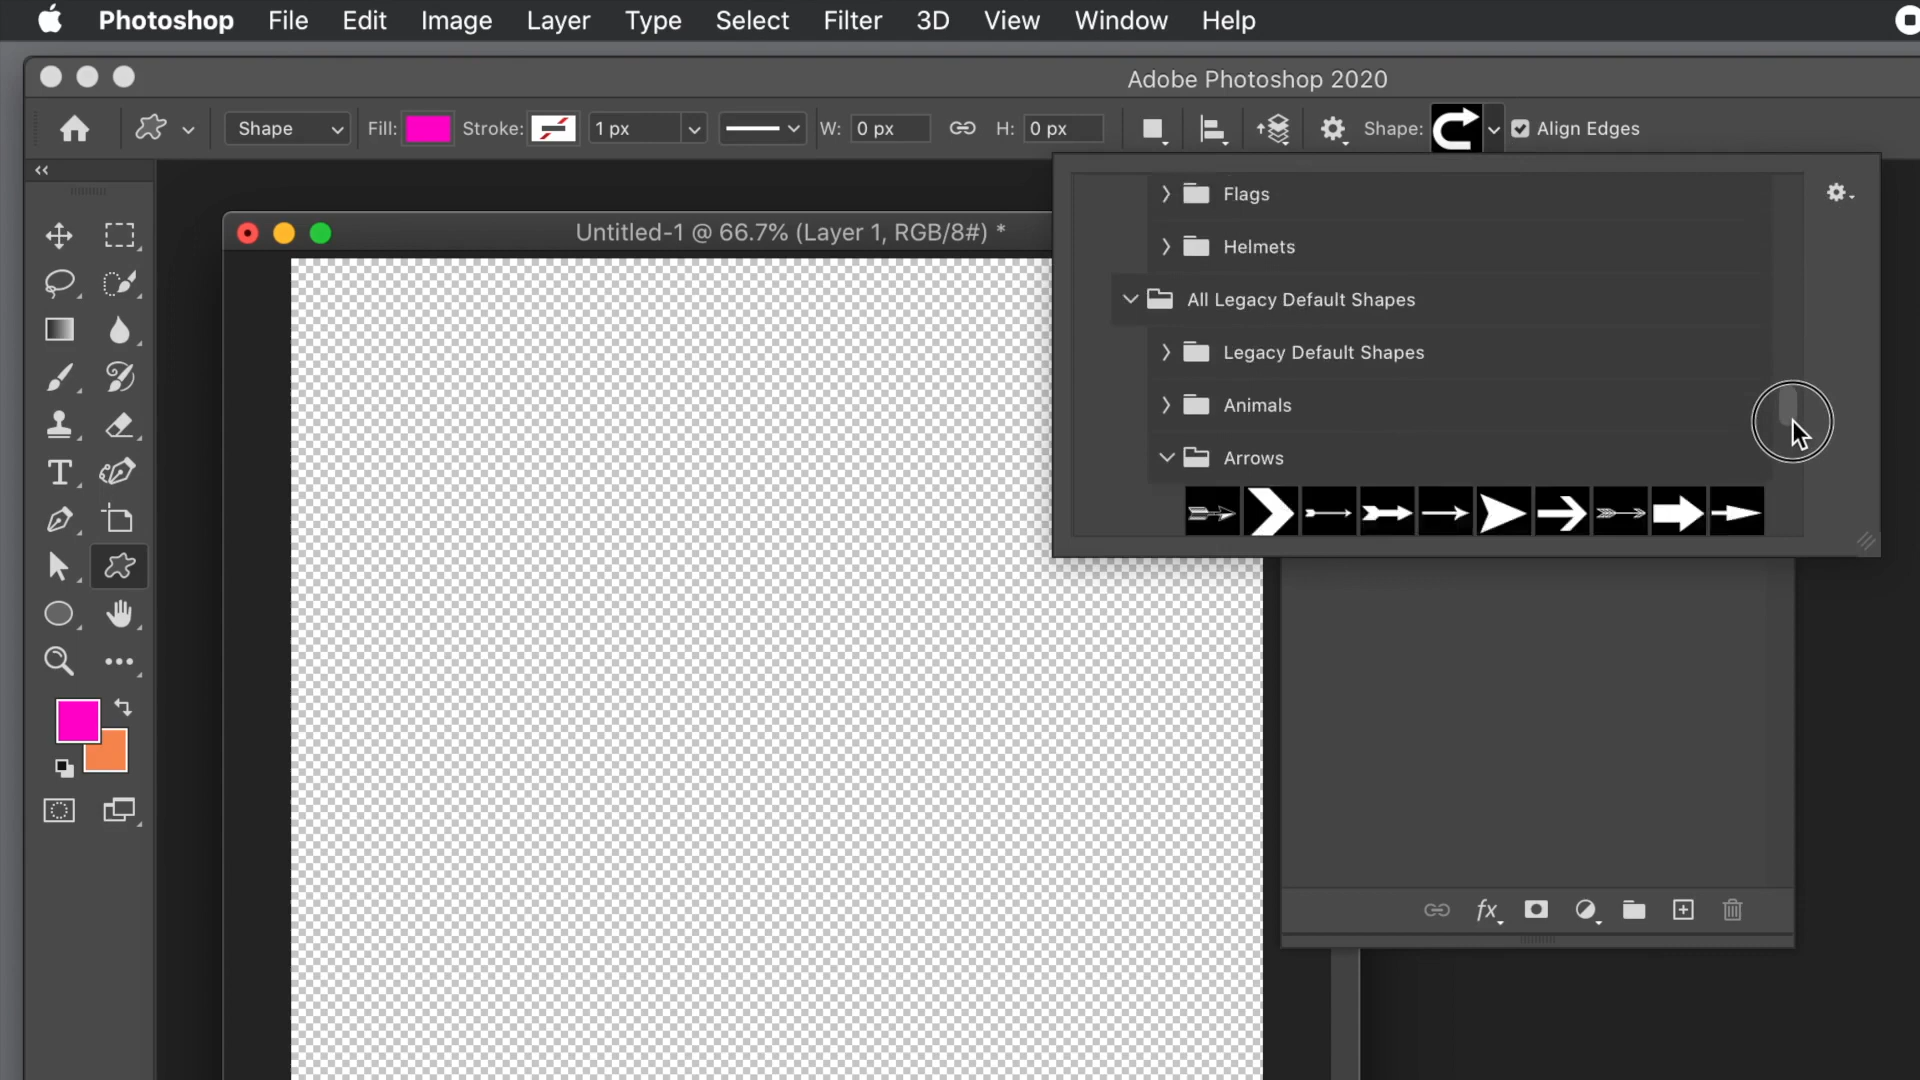 Photoshop File Edit Image Layer Type Select Filter 3D View Window Help
Adobe Photoshop 2020
Shape Fill: Stroke: 1 px W: 0 px H: 0 px Shape: Align Edges
Untitled-1 @ 66.7% (Layer 1, RGB/8#) *
Flags
Helmets
All Legacy Default Shapes
Legacy Default Shapes
Animals
Arrows
fx